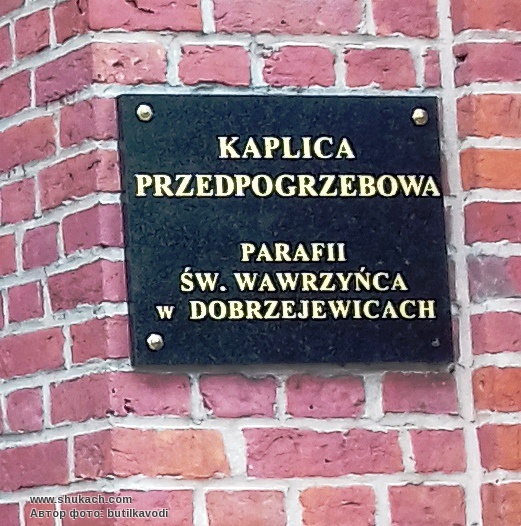 KAPLICA
PRZEDPOGRZEBOWA
PARAFII
ŚW. WAWRZYŃCA
w DOBRZEJEWICACH
www.shukach.com
Автор фото: butilkavodi